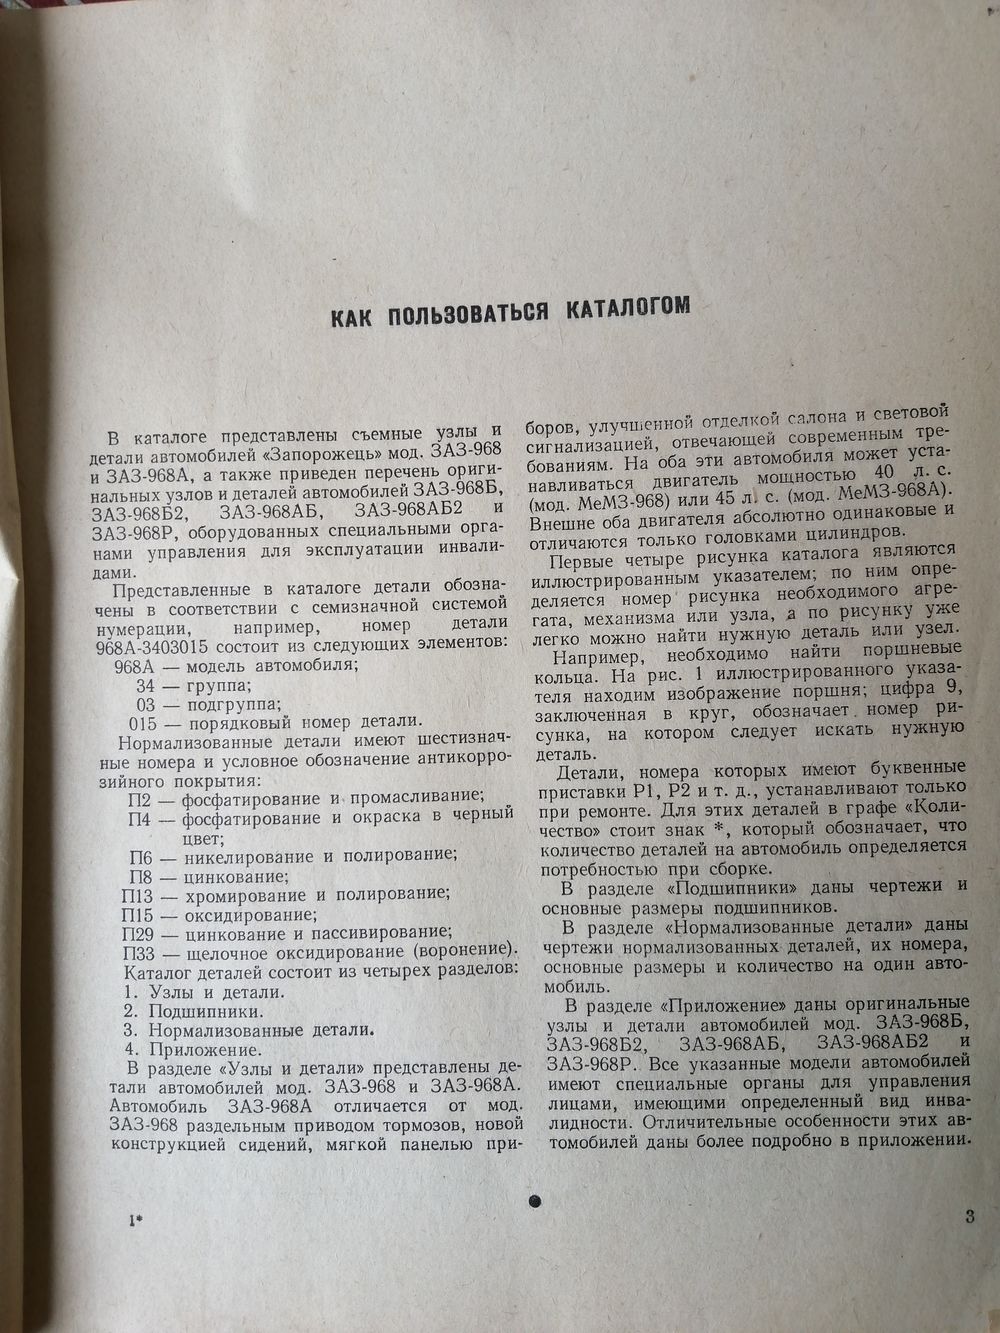 КАК ПОЛЬЗОВАТЬСЯ КАТАЛОГОМ
В каталоге представлены съемные узлы и
детали автомобилей «Запорожець» мод. ЗАЗ-968
и ЗАЗ-968А, а также приведен перечень ориги-
нальных узлов и деталей автомобилей ЗАЗ-968Б,
ЗАЗ-968Б2, ЗАЗ-968АБ, ЗАЗ-968АБ2 и
ЗАЗ-968Р, оборудованных специальными орга-
нами управления для эксплуатации инвали-
дами.
Представленные в каталоге детали обозна-
чены в соответствии с семизначной системой
нумерации, например, номер детали
968А-3403015 состоит из следующих элементов:
968А — модель автомобиля;
34 — группа;
03 — подгруппа;
015 — порядковый номер детали.
Нормализованные детали имеют шестизнач-
ные номера и условное обозначение антикорро-
зийного покрытия:
П2 — фосфатирование и промасливание;
П4 — фосфатирование и окраска в черный
цвет;
П6 — никелирование и полирование;
П8 — цинкование;
П13 — хромирование и полирование;
П15 — оксидирование;
П29 — цинкование и пассивирование;
П33 — щелочное оксидирование (воронение).
Каталог деталей состоит из четырех разделов:
1. Узлы и детали.
2. Подшипники.
3. Нормализованные детали.
4. Приложение.
В разделе «Узлы и детали» представлены де-
тали автомобилей мод. ЗАЗ-968 и ЗАЗ-968А.
Автомобиль ЗАЗ-968А отличается от мод.
ЗАЗ-968 раздельным приводом тормозов, новой
конструкцией сидений, мягкой панелью при-
боров, улучшенной отделкой салона и световой
сигнализацией, отвечающей современным тре-
бованиям. На оба эти автомобиля может уста-
навливаться двигатель мощностью 40 л. с.
(мод. МеМЗ-968) или 45 л. с. (мод. МеМЗ-968А).
Внешне оба двигателя абсолютно одинаковые и
отличаются только головками цилиндров.
Первые четыре рисунка каталога являются
иллюстрированным указателем; по ним опре-
деляется номер рисунка необходимого агре-
гата, механизма или узла, а по рисунку уже
легко можно найти нужную деталь или узел.
Например, необходимо найти поршневые
кольца. На рис. 1 иллюстрированного указа-
теля находим изображение поршня; цифра 9,
заключенная в круг, обозначает номер ри-
сунка, на котором следует искать нужную
деталь.
Детали, номера которых имеют буквенные
приставки Р1, Р2 и т. д., устанавливают только
при ремонте. Для этих деталей в графе «Коли-
чество» стоит знак *, который обозначает, что
количество деталей на автомобиль определяется
потребностью при сборке.
В разделе «Подшипники» даны чертежи и
основные размеры подшипников.
В разделе «Нормализованные детали» даны
чертежи нормализованных деталей, их номера,
основные размеры и количество на один авто-
мобиль.
В разделе «Приложение» даны оригинальные
узлы и детали автомобилей мод. ЗАЗ-968Б,
ЗАЗ-968Б2, ЗАЗ-968АБ, ЗАЗ-968АБ2 и
ЗАЗ-968Р. Все указанные модели автомобилей
имеют специальные органы для управления
лицами, имеющими определенный вид инва-
лидности. Отличительные особенности этих ав-
томобилей даны более подробно в приложении.
1*
3